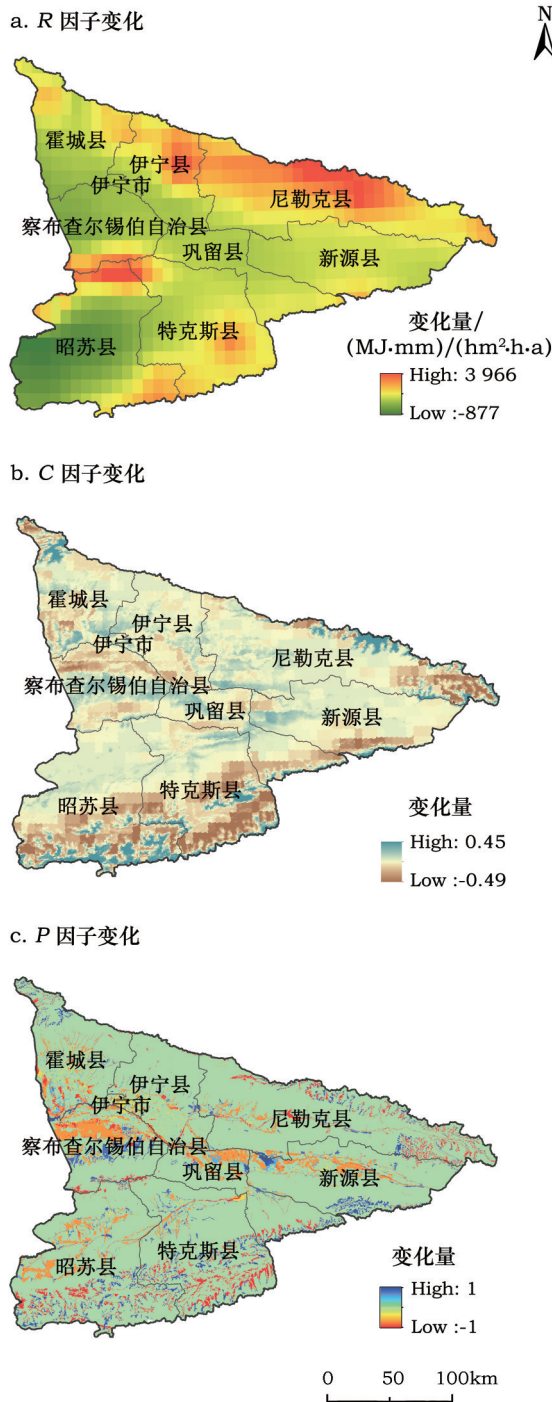 a. R 因子变化
N
霍城县
伊宁县
伊宁市
尼勒克县
察布查尔锡伯自治县
巩留县
新源县
特克斯县
昭苏县
变化量/
(MJ·mm)/(hm²·h·a)
High: 3 966
Low :-877
b. C 因子变化
霍城县
伊宁县
伊宁市
尼勒克县
察布查尔锡伯自治县
巩留县
新源县
特克斯县
昭苏县
变化量
High: 0.45
Low :-0.49
c. P 因子变化
霍城县
伊宁县
伊宁市
尼勒克县
察布查尔锡伯自治县
巩留县
新源县
特克斯县
昭苏县
变化量
High: 1
Low :-1
0 50 100km